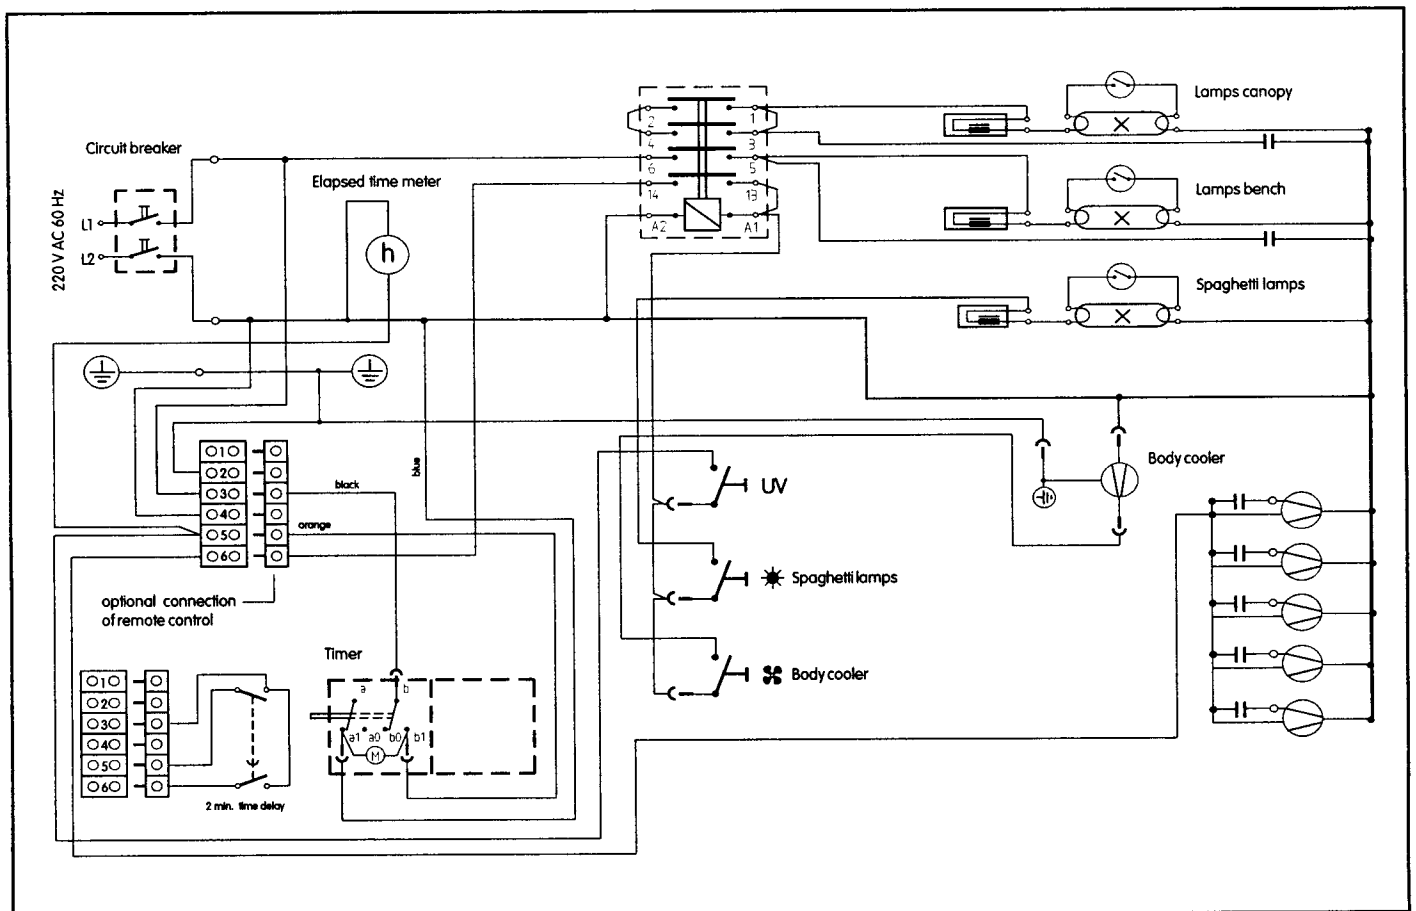 Circuit breaker
220 V AC 60 Hz
L1
L2
Elapsed time meter
h
2
4
6
14
A2
1
3
5
13
A1
Lamps canopy
Lamps bench
Spaghetti lamps
1
2
3
4
5
6
black
orange
blue
optional connection
of remote control
UV
Spaghetti lamps
Body cooler
Body cooler
Timer
a
b
a1
a0
b0
b1
M
1
2
3
4
5
6
2 min. time delay